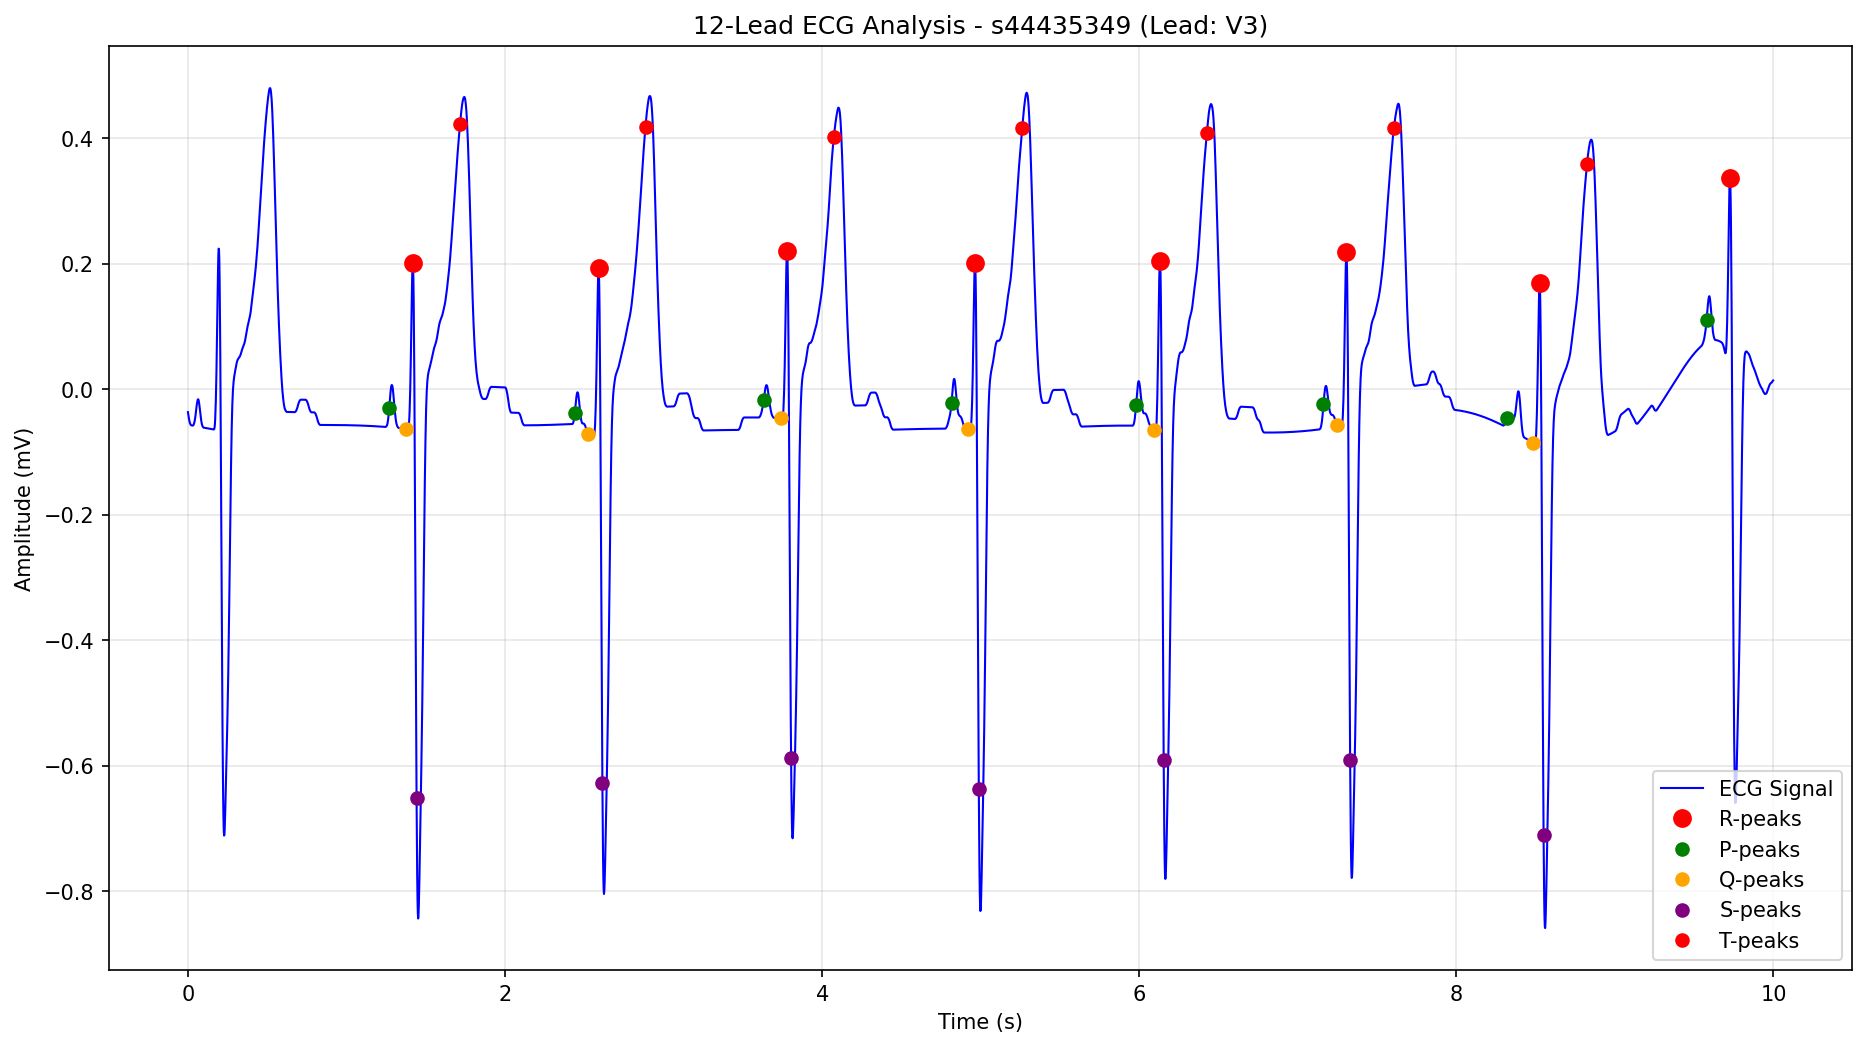 12-Lead ECG Analysis - s44435349 (Lead: V3)
Amplitude (mV)
0.4
0.2
0.0
−0.2
−0.4
−0.6
−0.8
0 2 4 6 8 10
Time (s)
ECG Signal
R-peaks
P-peaks
Q-peaks
S-peaks
T-peaks